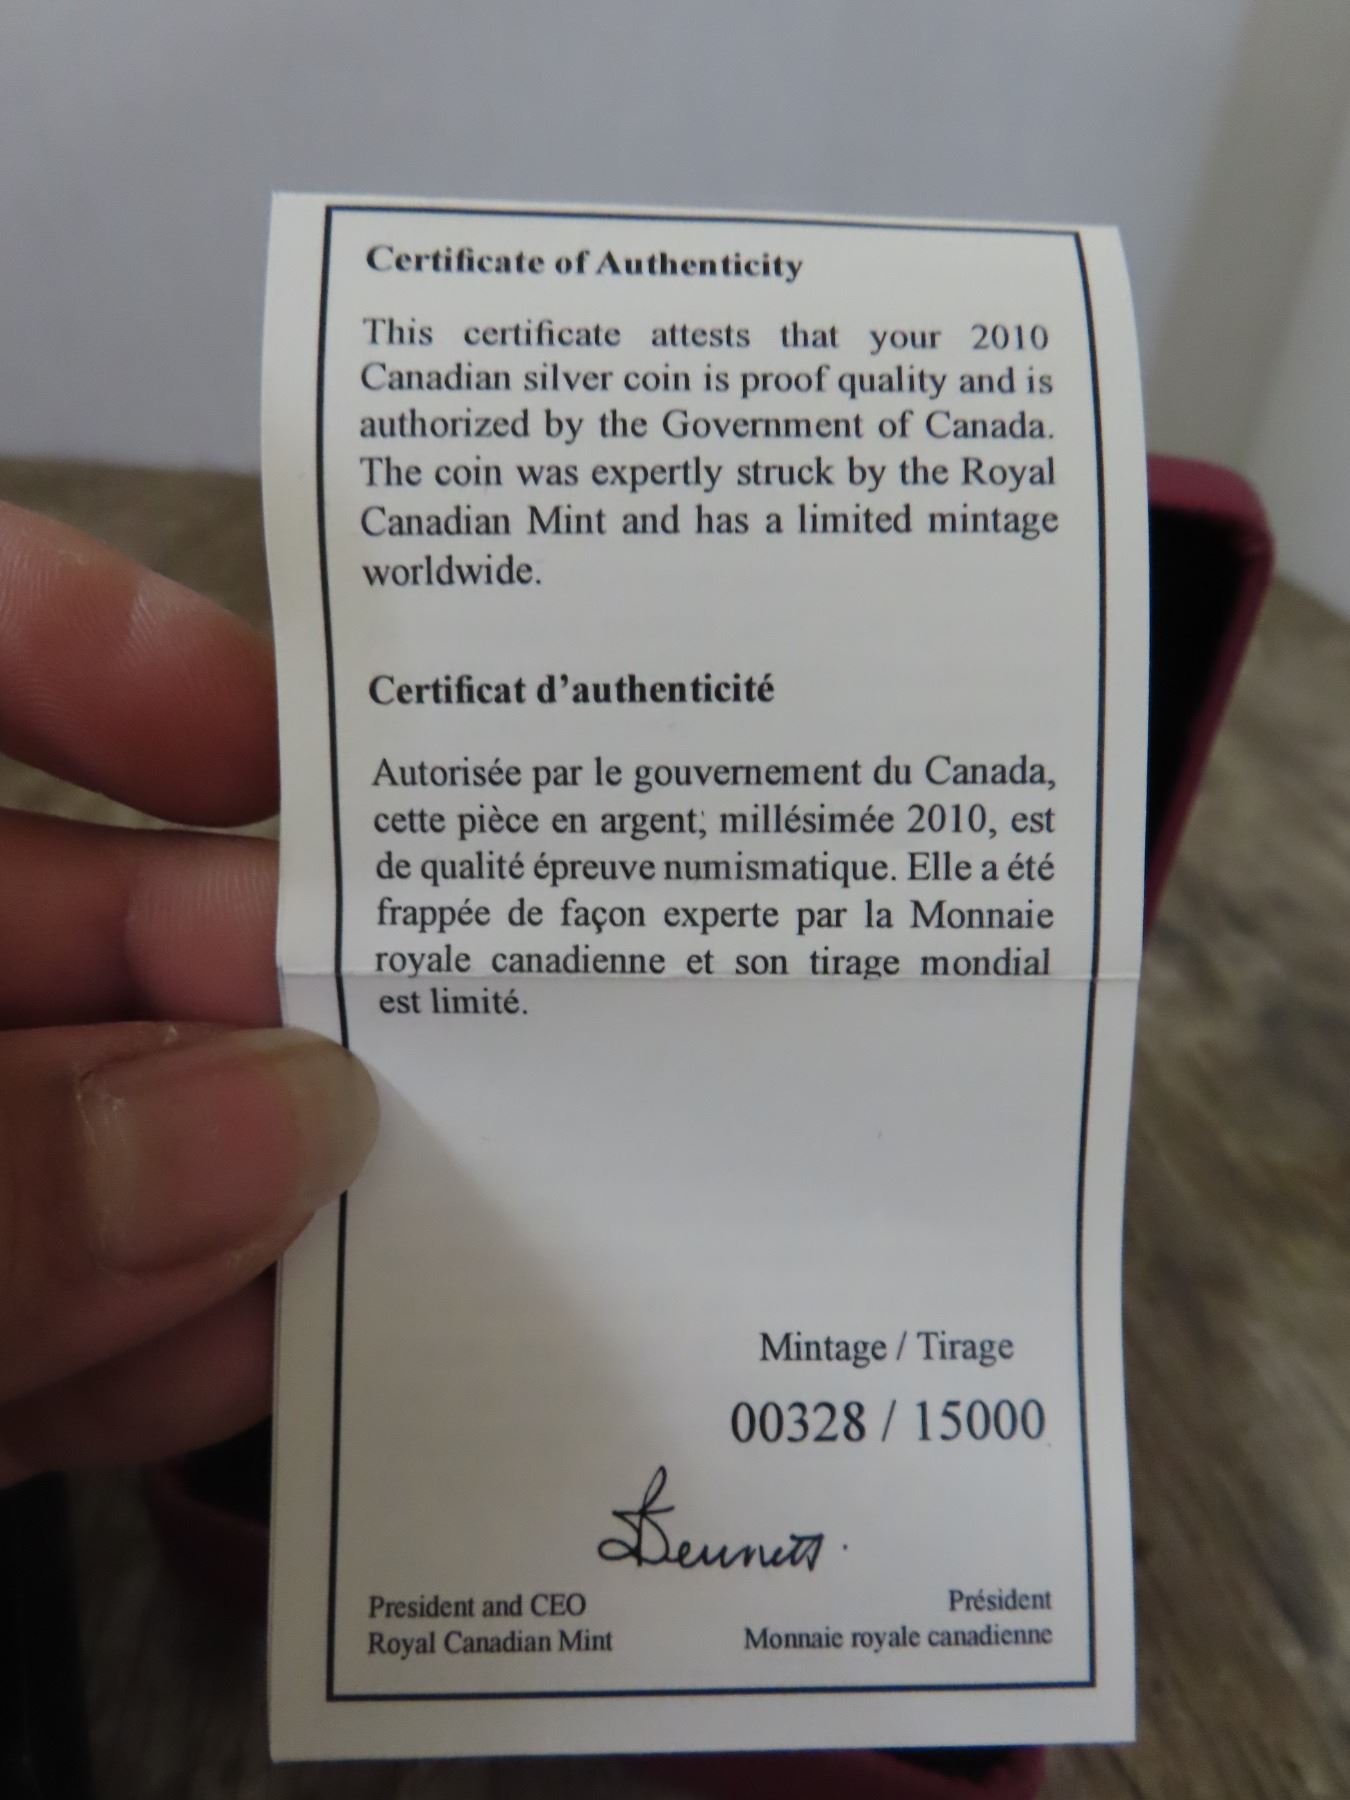 Certificate of Authenticity
This certificate attests that your 2010
Canadian silver coin is proof quality and is
authorized by the Government of Canada.
The coin was expertly struck by the Royal
Canadian Mint and has a limited mintage
worldwide.
Certificat d'authenticité
Autorisée par le gouvernement du Canada,
cette pièce en argent; millésimée 2010, est
de qualité épreuve numismatique. Elle a été
frappée de façon experte par la Monnaie
royale canadienne et son tirage mondial
est limité.
Mintage / Tirage
00328 / 15000
Bennett
President and CEO
Royal Canadian Mint
Président
Monnaie royale canadienne